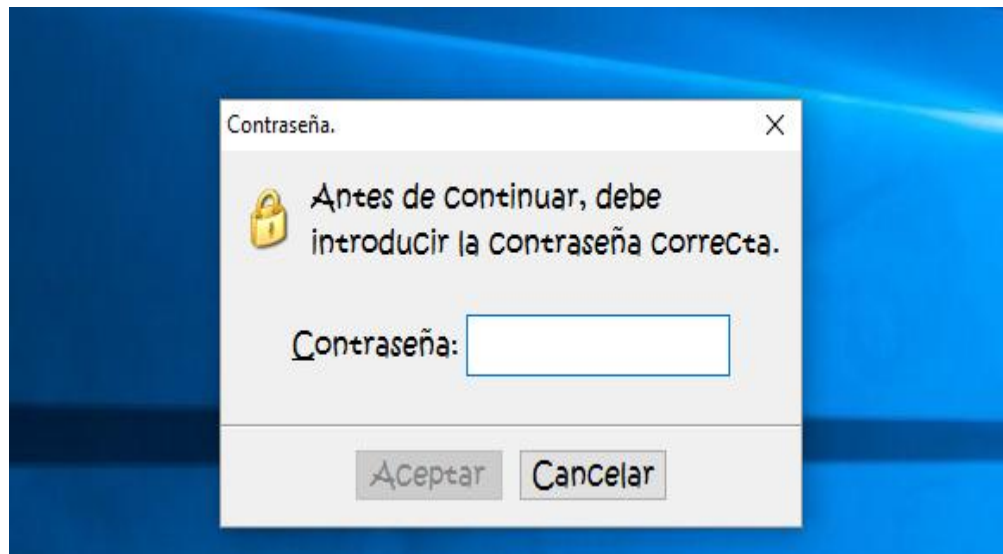 Contraseña.
Antes de continuar, debe
introducir la contraseña correcta.
Contraseña:
Aceptar
Cancelar